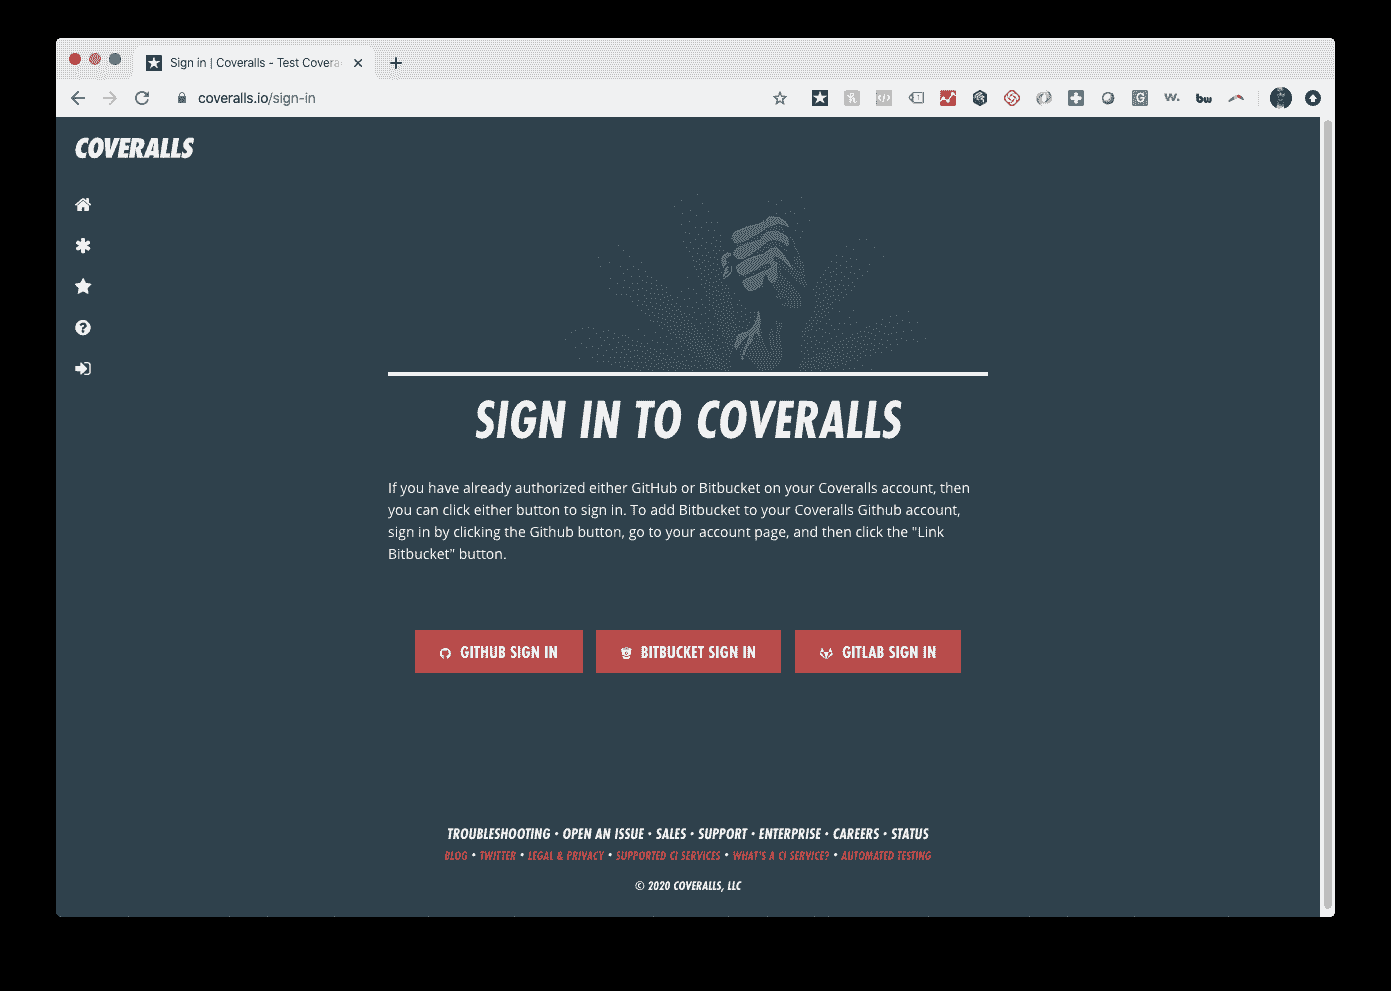 Sign in | Coveralls - Test Covera
coveralls.io/sign-in
COVERALLS
SIGN IN TO COVERALLS
If you have already authorized either GitHub or Bitbucket on your Coveralls account, then
you can click either button to sign in. To add Bitbucket to your Coveralls Github account,
sign in by clicking the Github button, go to your account page, and then click the "Link
Bitbucket" button.
GITHUB SIGN IN
BITBUCKET SIGN IN
GITLAB SIGN IN
TROUBLESHOOTING • OPEN AN ISSUE • SALES • SUPPORT • ENTERPRISE • CAREERS • STATUS
BLOG • TWITTER • LEGAL & PRIVACY • SUPPORTED CI SERVICES • WHAT'S A CI SERVICE? • AUTOMATED TESTING
© 2020 COVERALLS, LLC